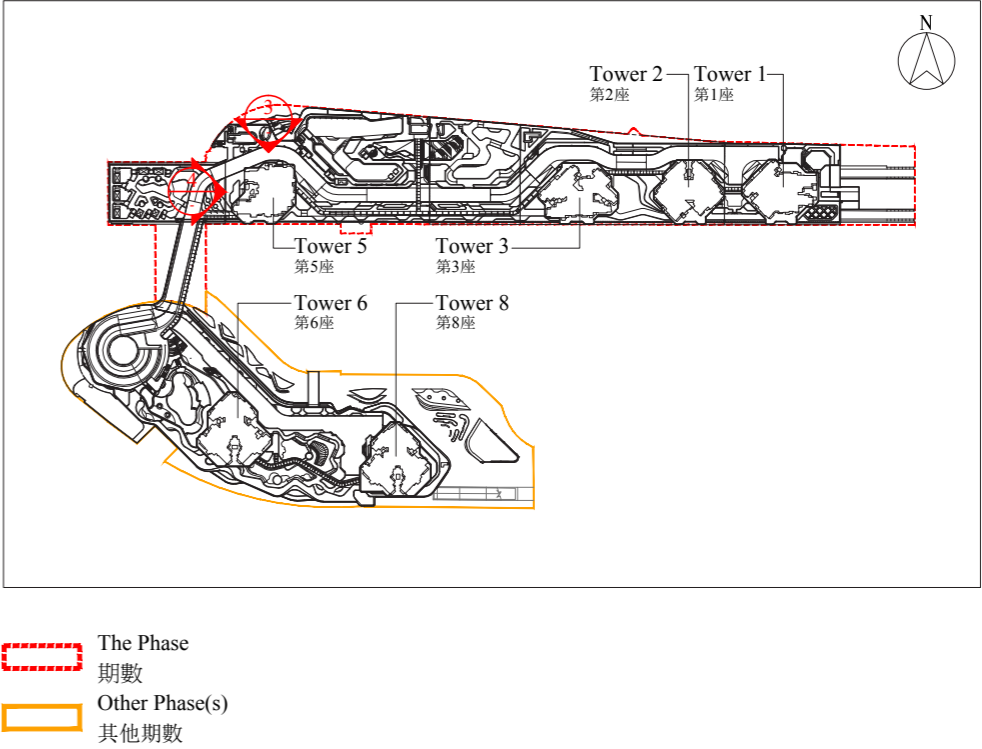 N
Tower 2
第2座
Tower 1
第1座
3
4
Tower 5
第5座
Tower 3
第3座
Tower 6
第6座
Tower 8
第8座
The Phase
期數
Other Phase(s)
其他期數